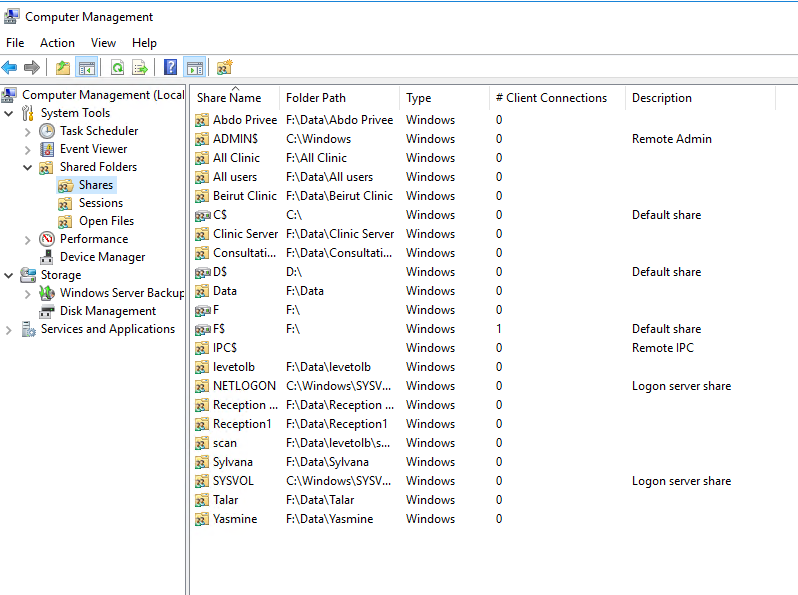 Computer Management
File Action View Help
Computer Management (Local
System Tools
Task Scheduler
Event Viewer
Shared Folders
Shares
Sessions
Open Files
Performance
Device Manager
Storage
Windows Server Backup
Disk Management
Services and Applications
Share Name Folder Path Type # Client Connections Description
Abdo Privee F:\Data\Abdo Privee Windows 0
ADMIN$ C:\Windows Windows 0 Remote Admin
All Clinic F:\All Clinic Windows 0
All users F:\Data\All users Windows 0
Beirut Clinic F:\Data\Beirut Clinic Windows 0
C$ C:\ Windows 0 Default share
Clinic Server F:\Data\Clinic Server Windows 0
Consultati... F:\Data\Consultati... Windows 0
D$ D:\ Windows 0 Default share
Data F:\Data Windows 0
F F:\ Windows 0
F$ F:\ Windows 1 Default share
IPC$ Windows 0 Remote IPC
levetolb F:\Data\levetolb Windows 0
NETLOGON C:\Windows\SYSV... Windows 0 Logon server share
Reception ... F:\Data\Reception ... Windows 0
Reception1 F:\Data\Reception1 Windows 0
scan F:\Data\levetolb\s... Windows 0
Sylvana F:\Data\Sylvana Windows 0
SYSVOL C:\Windows\SYSV... Windows 0 Logon server share
Talar F:\Data\Talar Windows 0
Yasmine F:\Data\Yasmine Windows 0